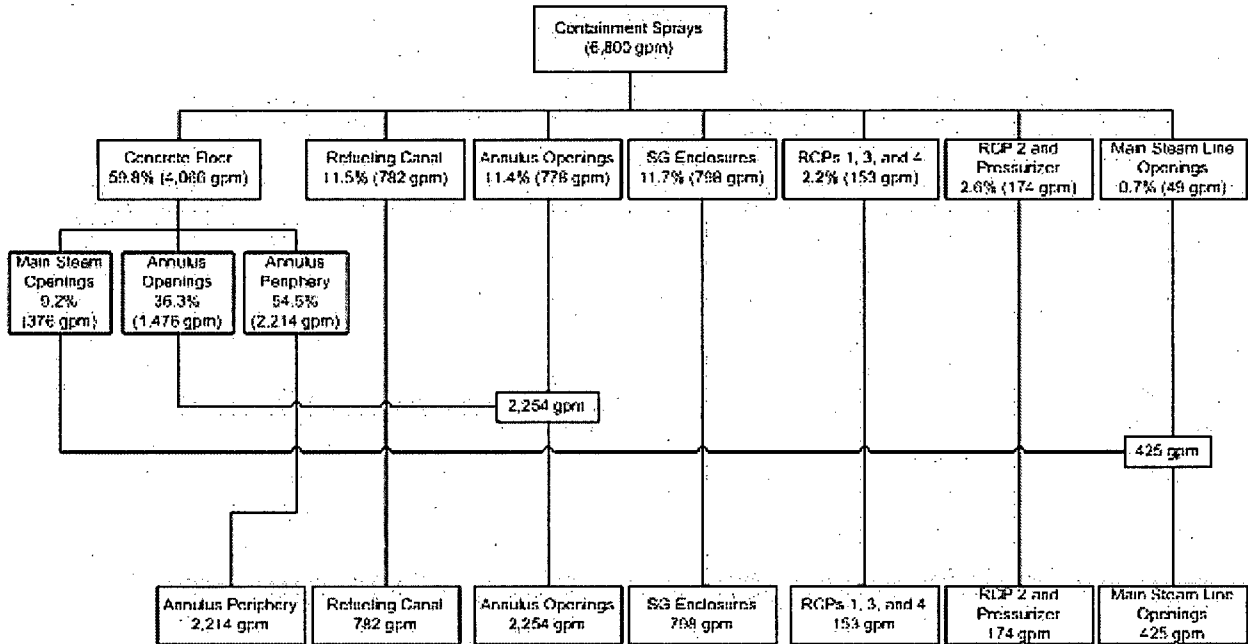 Containment Sprays
(6,800 gpm)
Concrete Floor
59.8% (4,066 gpm)
Refueling Canal
11.5% (782 gpm)
Annulus Openings
11.4% (778 gpm)
SG Enclosures
11.7% (798 gpm)
RCPs 1, 3, and 4
2.2% (153 gpm)
RCP 2 and
Pressurizer
2.6% (174 gpm)
Main Steam Line
Openings
0.7% (49 gpm)
Main Steam
Openings
9.2%
(376 gpm)
Annulus
Openings
36.3%
(1,476 gpm)
Annulus
Periphery
54.5%
(2,214 gpm)
2,254 gpm
425 gpm
Annulus Periphery
2,214 gpm
Refueling Canal
782 gpm
Annulus Openings
2,254 gpm
SG Enclosures
798 gpm
RCPs 1, 3, and 4
153 gpm
RCP 2 and
Pressurizer
174 gpm
Main Steam Line
Openings
425 gpm